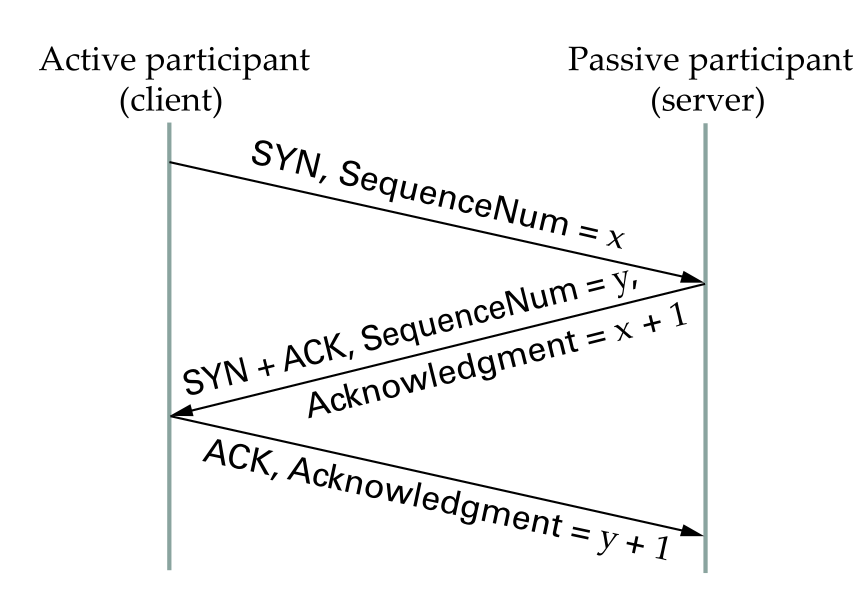 Active participant
(client)
Passive participant
(server)
SYN, SequenceNum = x
SYN + ACK, SequenceNum = y,
Acknowledgment = x + 1
ACK, Acknowledgment = y + 1